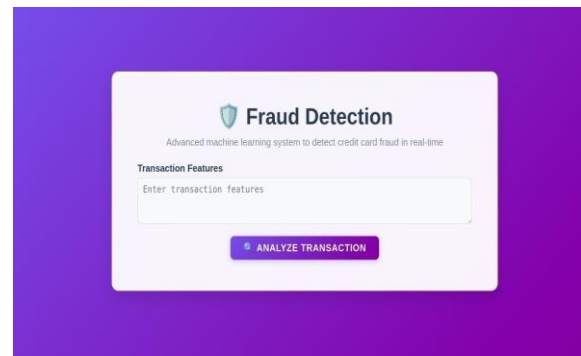 Fraud Detection
Advanced machine learning system to detect credit card fraud in real-time
Transaction Features
Enter transaction features
ANALYZE TRANSACTION